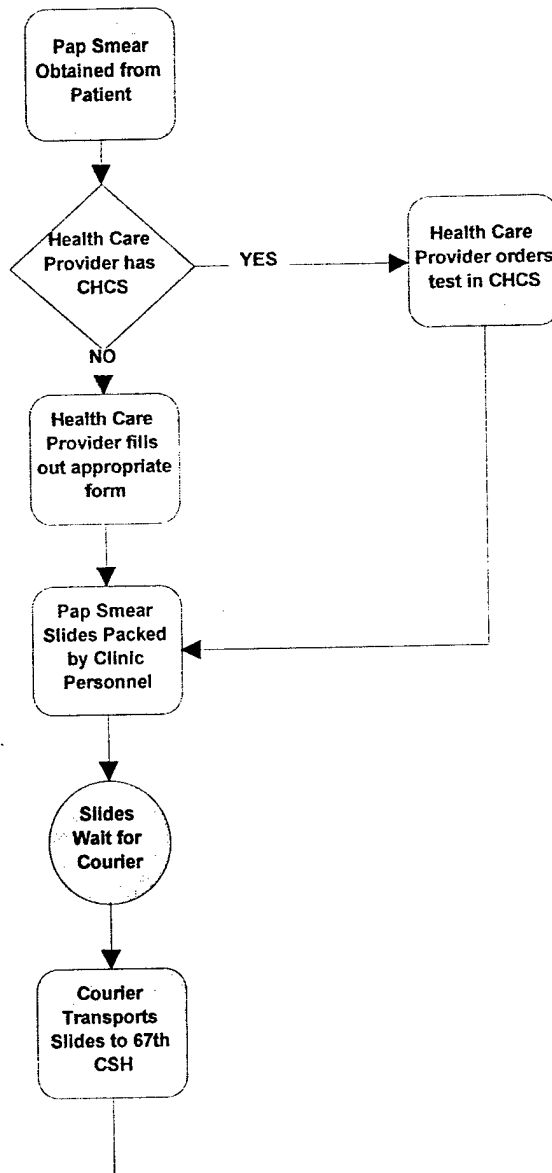 Pap Smear
Obtained from
Patient
Health Care
Provider has
CHCS
YES
Health Care
Provider orders
test in CHCS
NO
Health Care
Provider fills
out appropriate
form
Pap Smear
Slides Packed
by Clinic
Personnel
Slides
Wait for
Courier
Courier
Transports
Slides to 67th
CSH